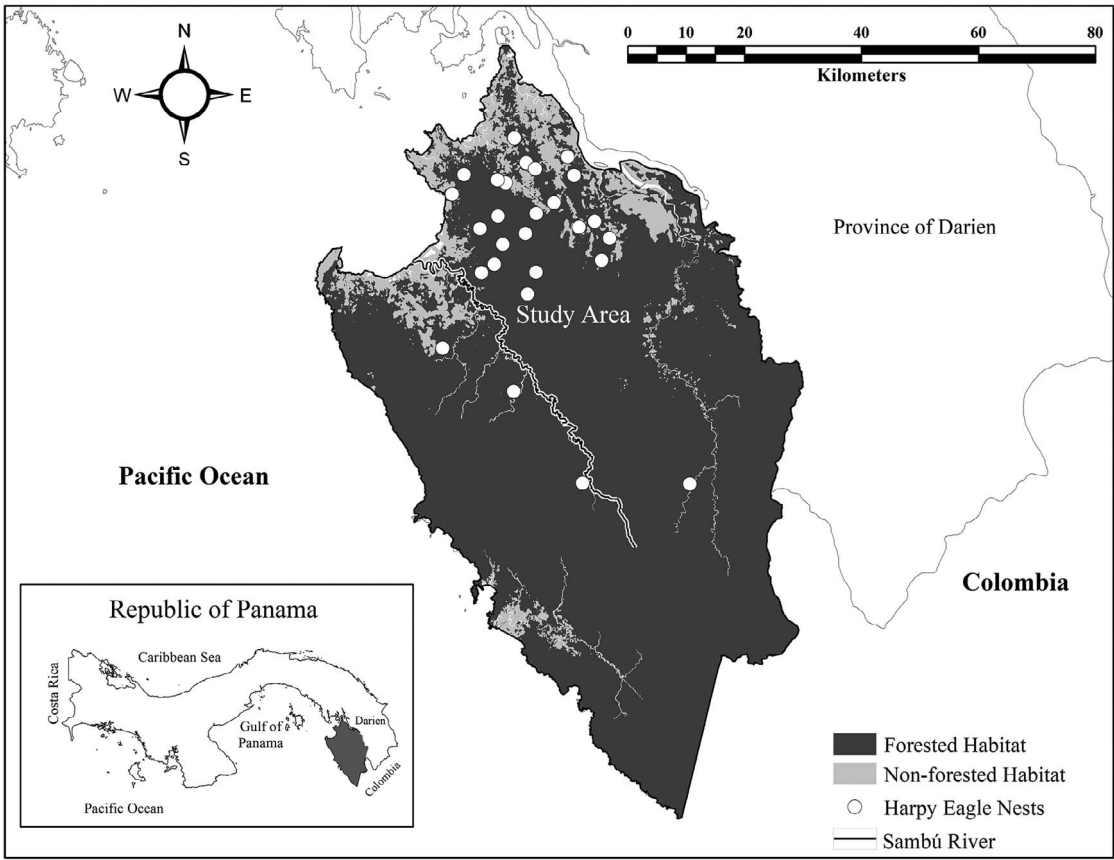 N
W E
S
0 10 20 40 60 80
Kilometers
Province of Darien
Study Area
Pacific Ocean
Colombia
Republic of Panama
Caribbean Sea
Costa Rica
Gulf of
Panama
Darien
Colombia
Pacific Ocean
Forested Habitat
Non-forested Habitat
Harpy Eagle Nests
Sambú River